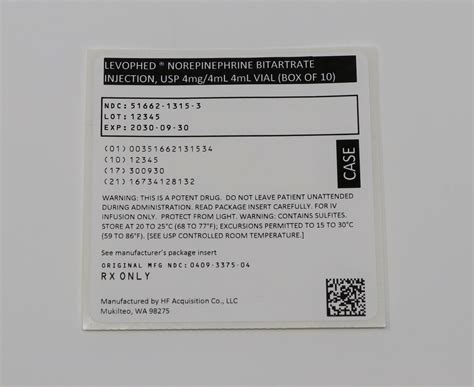 LEVOPHED ® NOREPINEPHRINE BITARTRATE
INJECTION, USP 4mg/4mL 4mL VIAL (BOX OF 10)
NDC: 51662-1315-3
LOT: 12345
EXP: 2030-09-30
(01) 00351662131534
(10) 12345
(17) 300930
(21) 16734128132
CASE
WARNING: THIS IS A POTENT DRUG. DO NOT LEAVE PATIENT UNATTENDED
DURING ADMINISTRATION. READ PACKAGE INSERT CAREFULLY. FOR IV
INFUSION ONLY. PROTECT FROM LIGHT. WARNING: CONTAINS SULFITES.
STORE AT 20 TO 25°C (68 TO 77°F); EXCURSIONS PERMITTED TO 15 TO 30°C
(59 TO 86°F). [SEE USP CONTROLLED ROOM TEMPERATURE.]
See manufacturer's package insert
ORIGINAL MFG NDC: 0409-3375-04
RX ONLY
Manufactured by HF Acquisition Co., LLC
Mukilteo, WA 98275